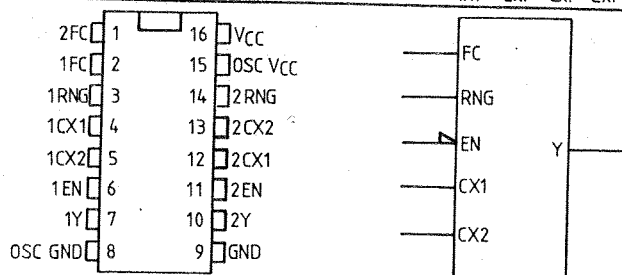 2FC 1 16 VCC
1FC 2 15 OSC VCC
1RNG 3 14 2RNG
1CX1 4 13 2CX2
1CX2 5 12 2CX1
1EN 6 11 2EN
1Y 7 10 2Y
OSC GND 8 9 GND
FC
RNG
EN
Y
CX1
CX2